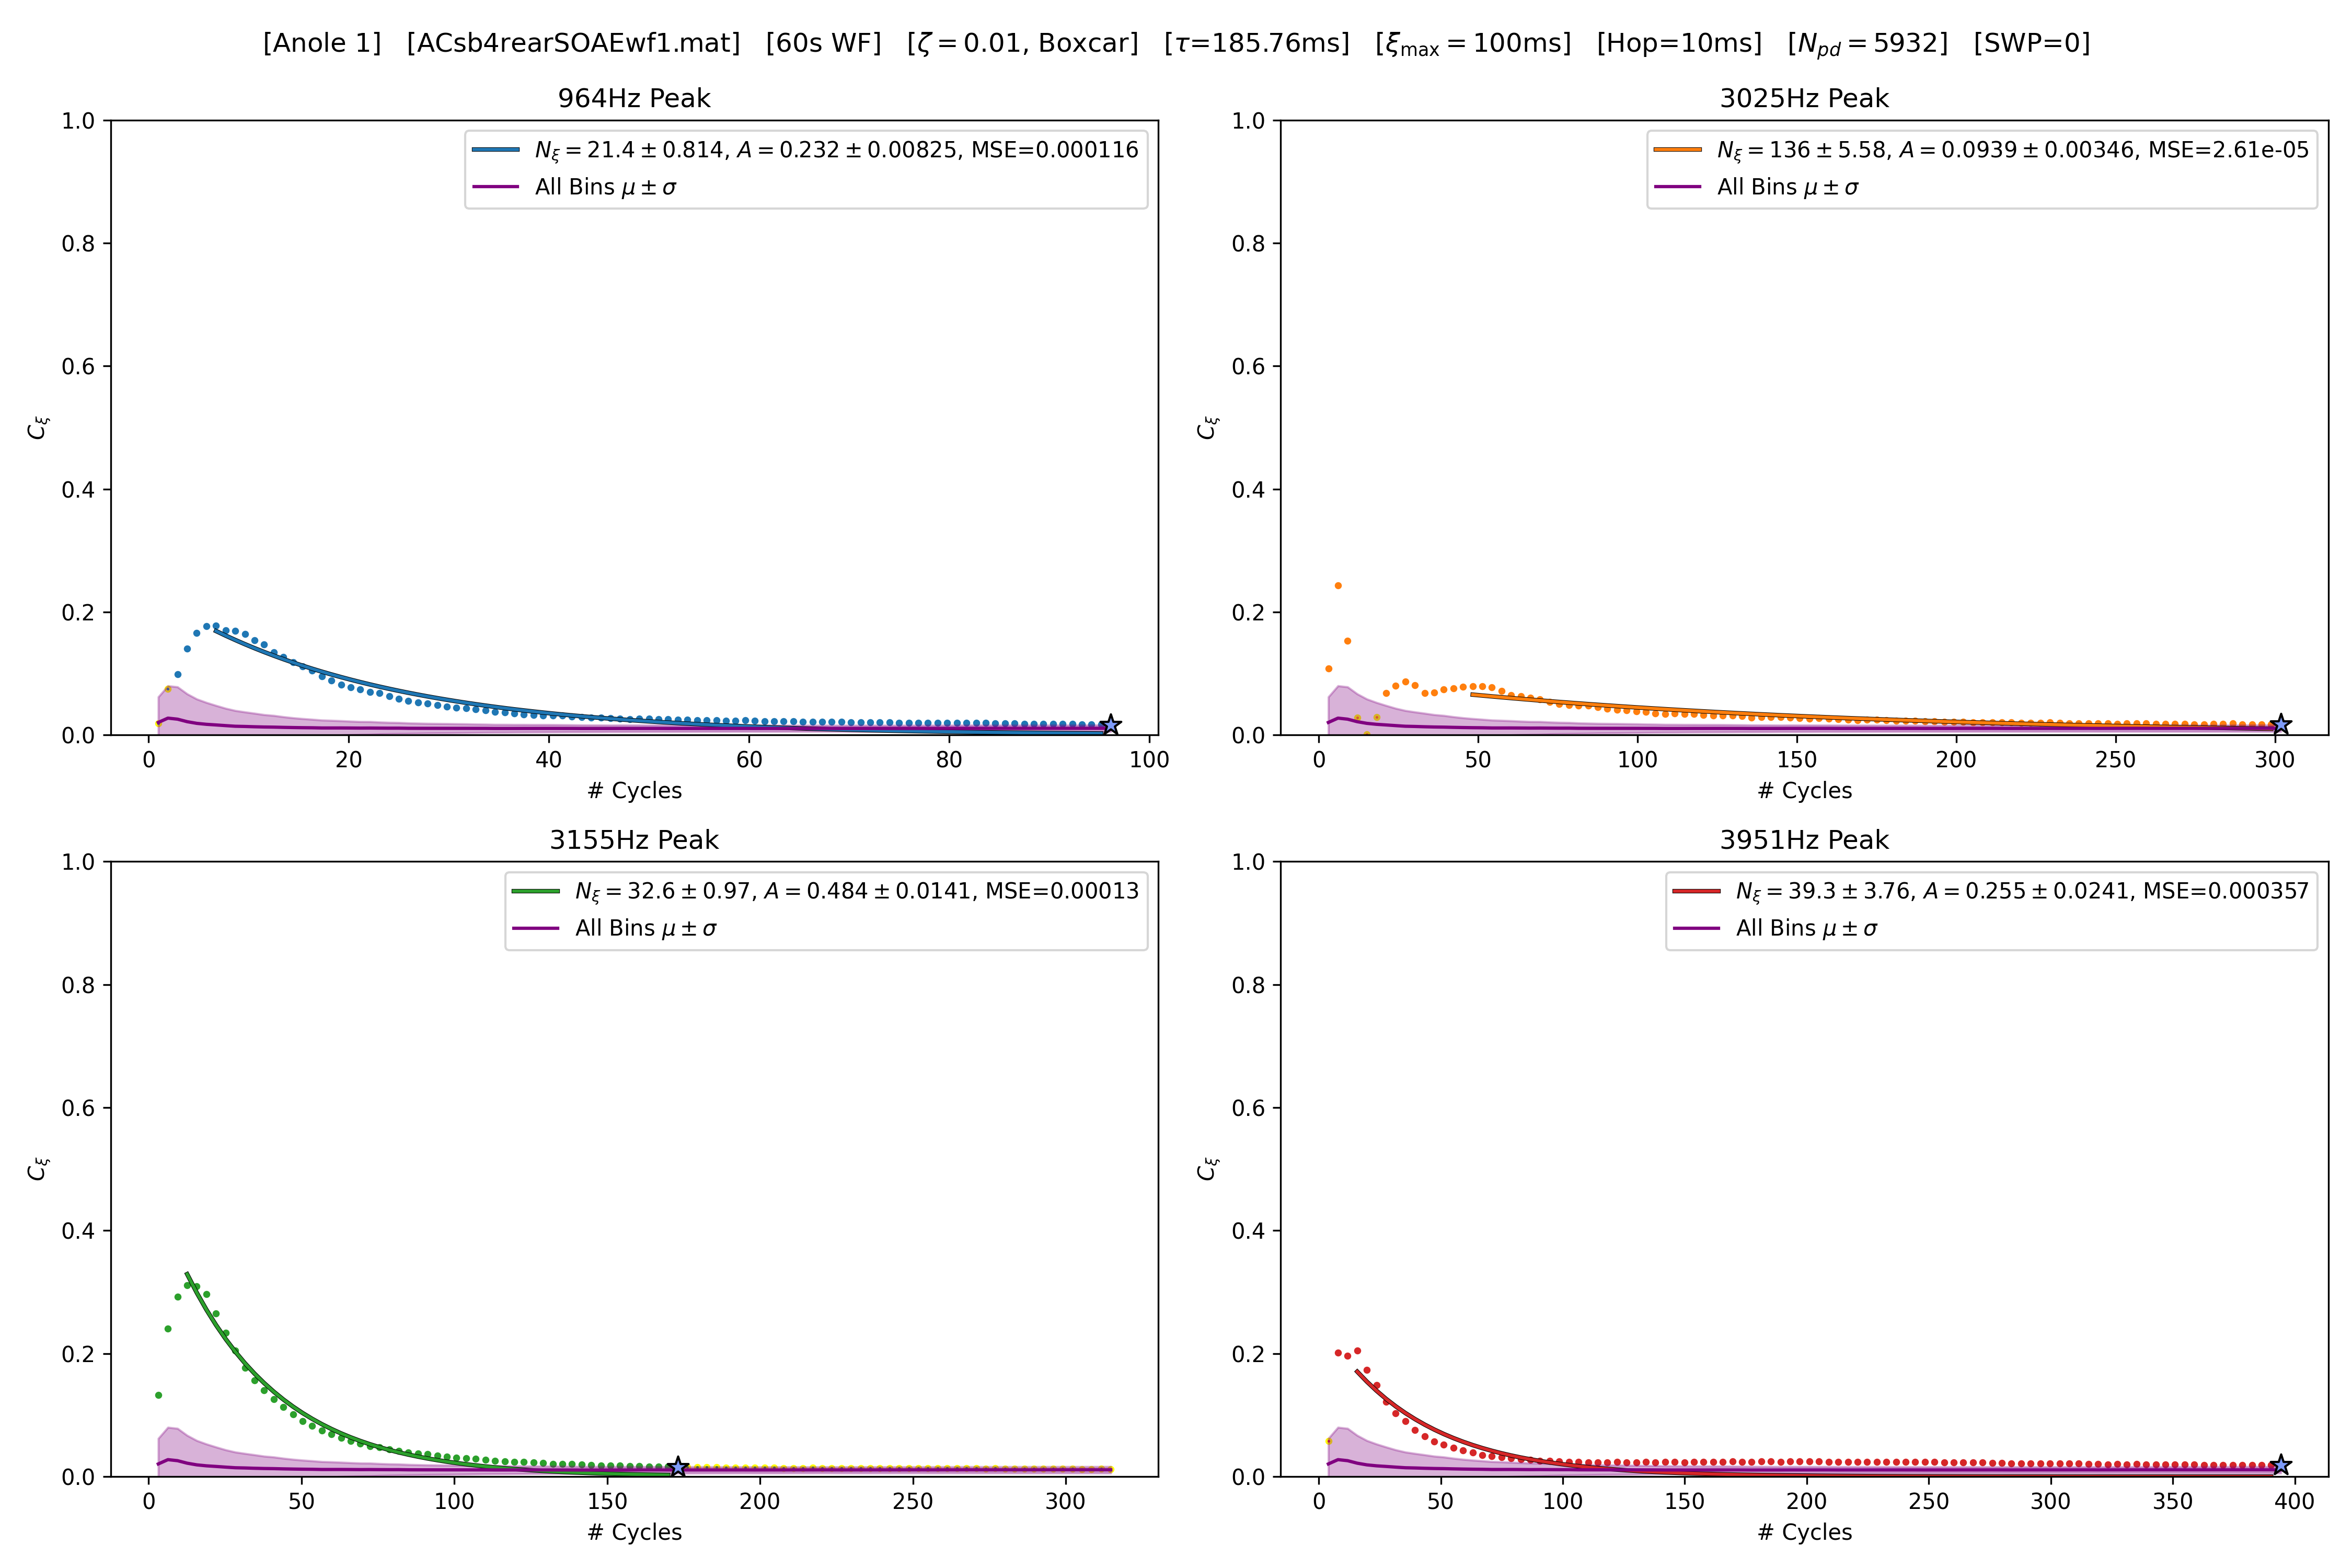 [Anole 1] [ACsb4rearSOAEwf1.mat] [60s WF] [ζ = 0.01, Boxcar] [τ=185.76ms] [ξmax = 100ms] [Hop=10ms] [Npd = 5932] [SWP=0]
964Hz Peak
Nξ = 21.4 ± 0.814, A = 0.232 ± 0.00825, MSE=0.000116
All Bins μ ± σ
1.0
0.8
0.6
0.4
0.2
0.0
Cξ
0 20 40 60 80 100
# Cycles
3025Hz Peak
Nξ = 136 ± 5.58, A = 0.0939 ± 0.00346, MSE=2.61e-05
All Bins μ ± σ
1.0
0.8
0.6
0.4
0.2
0.0
Cξ
0 50 100 150 200 250 300
# Cycles
3155Hz Peak
Nξ = 32.6 ± 0.97, A = 0.484 ± 0.0141, MSE=0.00013
All Bins μ ± σ
1.0
0.8
0.6
0.4
0.2
0.0
Cξ
0 50 100 150 200 250 300
# Cycles
3951Hz Peak
Nξ = 39.3 ± 3.76, A = 0.255 ± 0.0241, MSE=0.000357
All Bins μ ± σ
1.0
0.8
0.6
0.4
0.2
0.0
Cξ
0 50 100 150 200 250 300 350 400
# Cycles